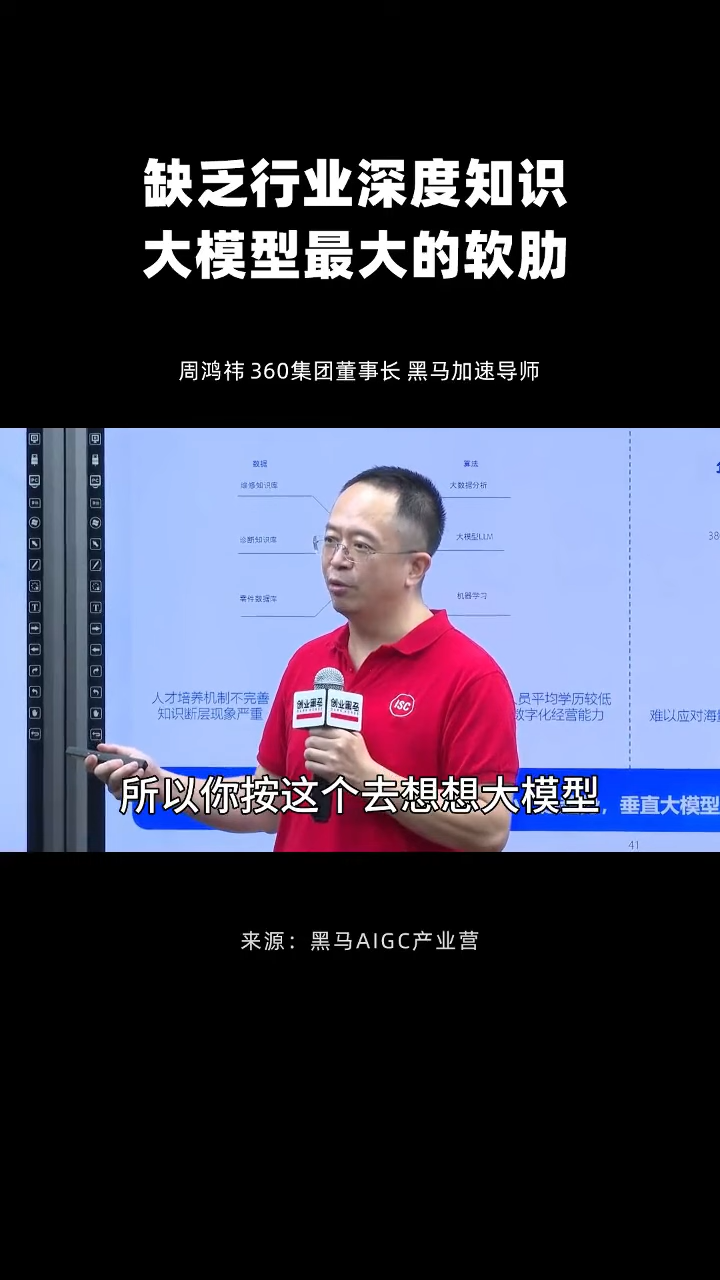 缺乏行业深度知识
大模型最大的软肋
周鸿祎 360集团董事长 黑马加速导师
数据
算法
维修知识库
大数据分析
诊断知识库
大模型LLM
零件数据库
机器学习
人才培养机制不完善
知识断层现象严重
员平均学历较低
数字化经营能力
难以应对海量
创业黑马
创业黑马
ISC
所以你按这个去想想大模型
，垂直大模型
41
来源：黑马AIGC产业营